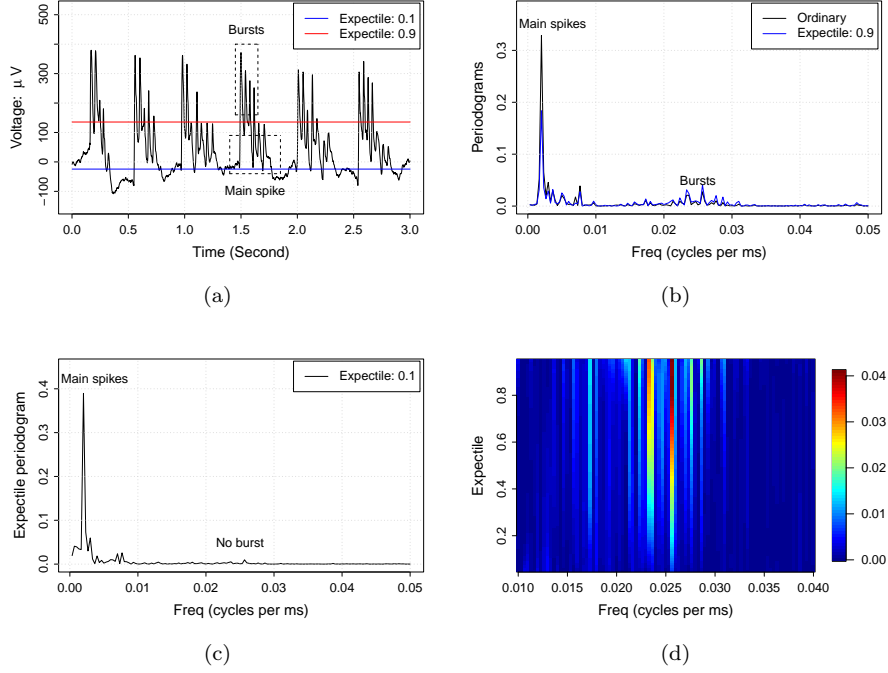 Expectile: 0.1
Expectile: 0.9
Bursts
Main spike
Voltage: μ V
−100 0 100 300 500
0.0 0.5 1.0 1.5 2.0 2.5 3.0
Time (Second)
(a)
Main spikes
Ordinary
Expectile: 0.9
Bursts
Periodograms
0.0 0.1 0.2 0.3
0.00 0.01 0.02 0.03 0.04 0.05
Freq (cycles per ms)
(b)
Main spikes
Expectile: 0.1
No burst
Expectile periodogram
0.0 0.1 0.2 0.3 0.4
0.00 0.01 0.02 0.03 0.04 0.05
Freq (cycles per ms)
(c)
Expectile
0.2 0.4 0.6 0.8
0.010 0.015 0.020 0.025 0.030 0.035 0.040
Freq (cycles per ms)
0.04
0.03
0.02
0.01
0.00
(d)